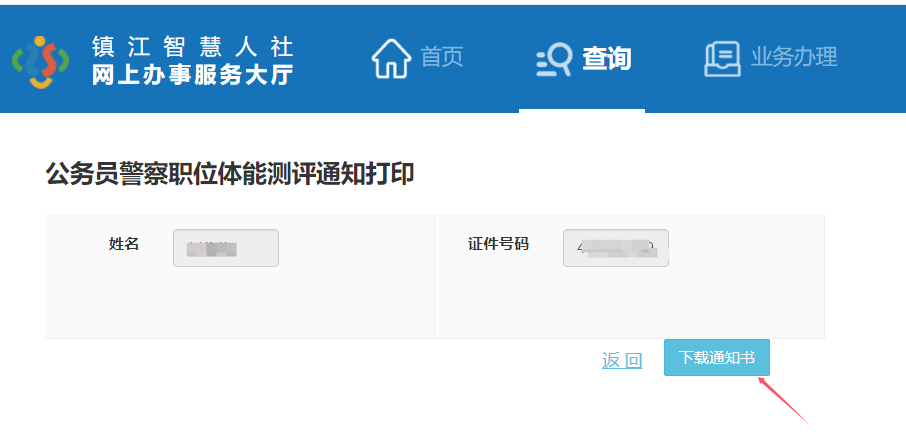 镇江智慧人社
网上办事服务大厅
首页
查询
业务办理
公务员警察职位体能测评通知打印
姓名
证件号码
返 回
下载通知书